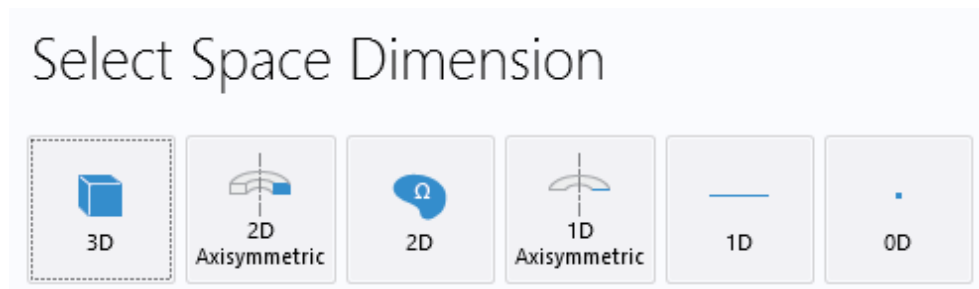 Select Space Dimension
Ω
3D
2D
Axisymmetric
2D
1D
Axisymmetric
1D
0D